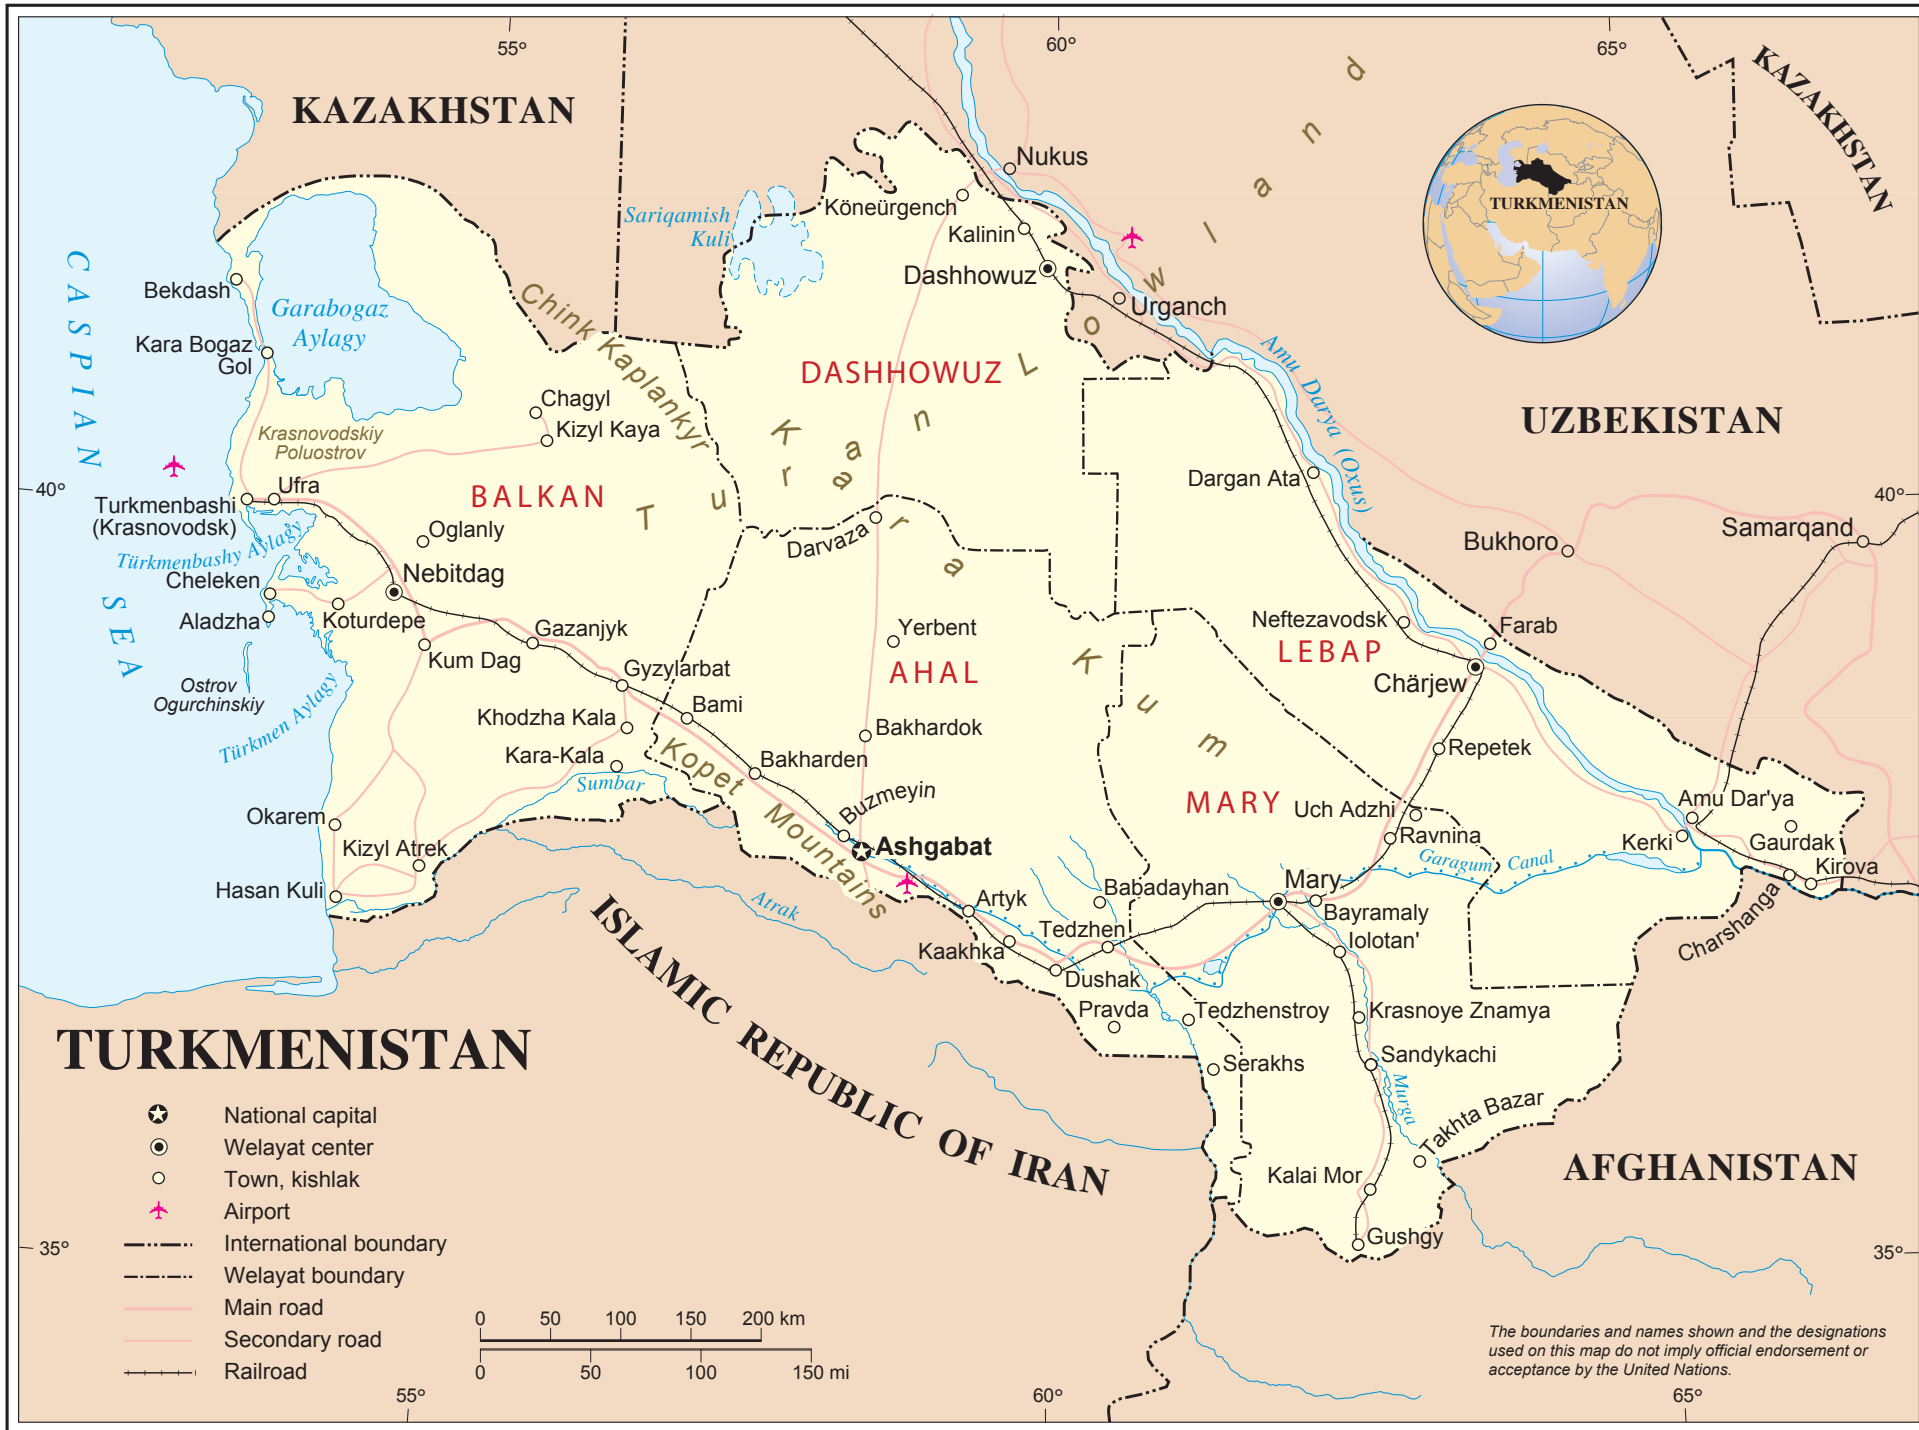 55°
60°
65°
KAZAKHSTAN
KAZAKHSTAN
Nukus
Köneürgench
Kalinin
Dashhowuz
Urganch
Sariqamish
Kuli
TURKMENISTAN
CASPIAN SEA
Bekdash
Garabogaz
Aylagy
Kara Bogaz
Gol
Chink Kaplankyr
Turan Lowland
DASHHOWUZ
Amu Darya (Oxus)
UZBEKISTAN
Chagyl
Kizyl Kaya
Krasnovodskiy
Poluostrov
Kara Kum
40°
40°
Ufra
Turkmenbashi
(Krasnovodsk)
BALKAN
Dargan Ata
Oglanly
Darvaza
Bukhoro
Samarqand
Türkmenbashy Aylagy
Cheleken
Nebitdag
Aladzha
Koturdepe
Gazanjyk
Kum Dag
Yerbent
AHAL
Neftezavodsk
Farab
LEBAP
Chärjew
Ostrov
Ogurchinskiy
Türkmen Aylagy
Gyzylarbat
Bami
Khodzha Kala
Kara-Kala
Sumbar
Kopet Mountains
Bakharden
Bakhardok
Repetek
Buzmeyin
MARY
Uch Adzhi
Ravnina
Amu Dar'ya
Kerki
Gaurdak
Kirova
Charshanga
Okarem
Kizyl Atrek
Hasan Kuli
Ashgabat
Garagum Canal
Atrak
Artyk
Babadayhan
Mary
Bayramaly
Iolotan'
Tedzhen
Kaakhka
Dushak
Pravda
Tedzhenstroy
Krasnoye Znamya
Serakhs
Sandykachi
Murga
Takhta Bazar
Kalai Mor
Gushgy
ISLAMIC REPUBLIC OF IRAN
AFGHANISTAN
TURKMENISTAN
National capital
Welayat center
Town, kishlak
Airport
International boundary
Welayat boundary
Main road
Secondary road
Railroad
35°
35°
0 50 100 150 200 km
0 50 100 150 mi
The boundaries and names shown and the designations
used on this map do not imply official endorsement or
acceptance by the United Nations.
55°
60°
65°